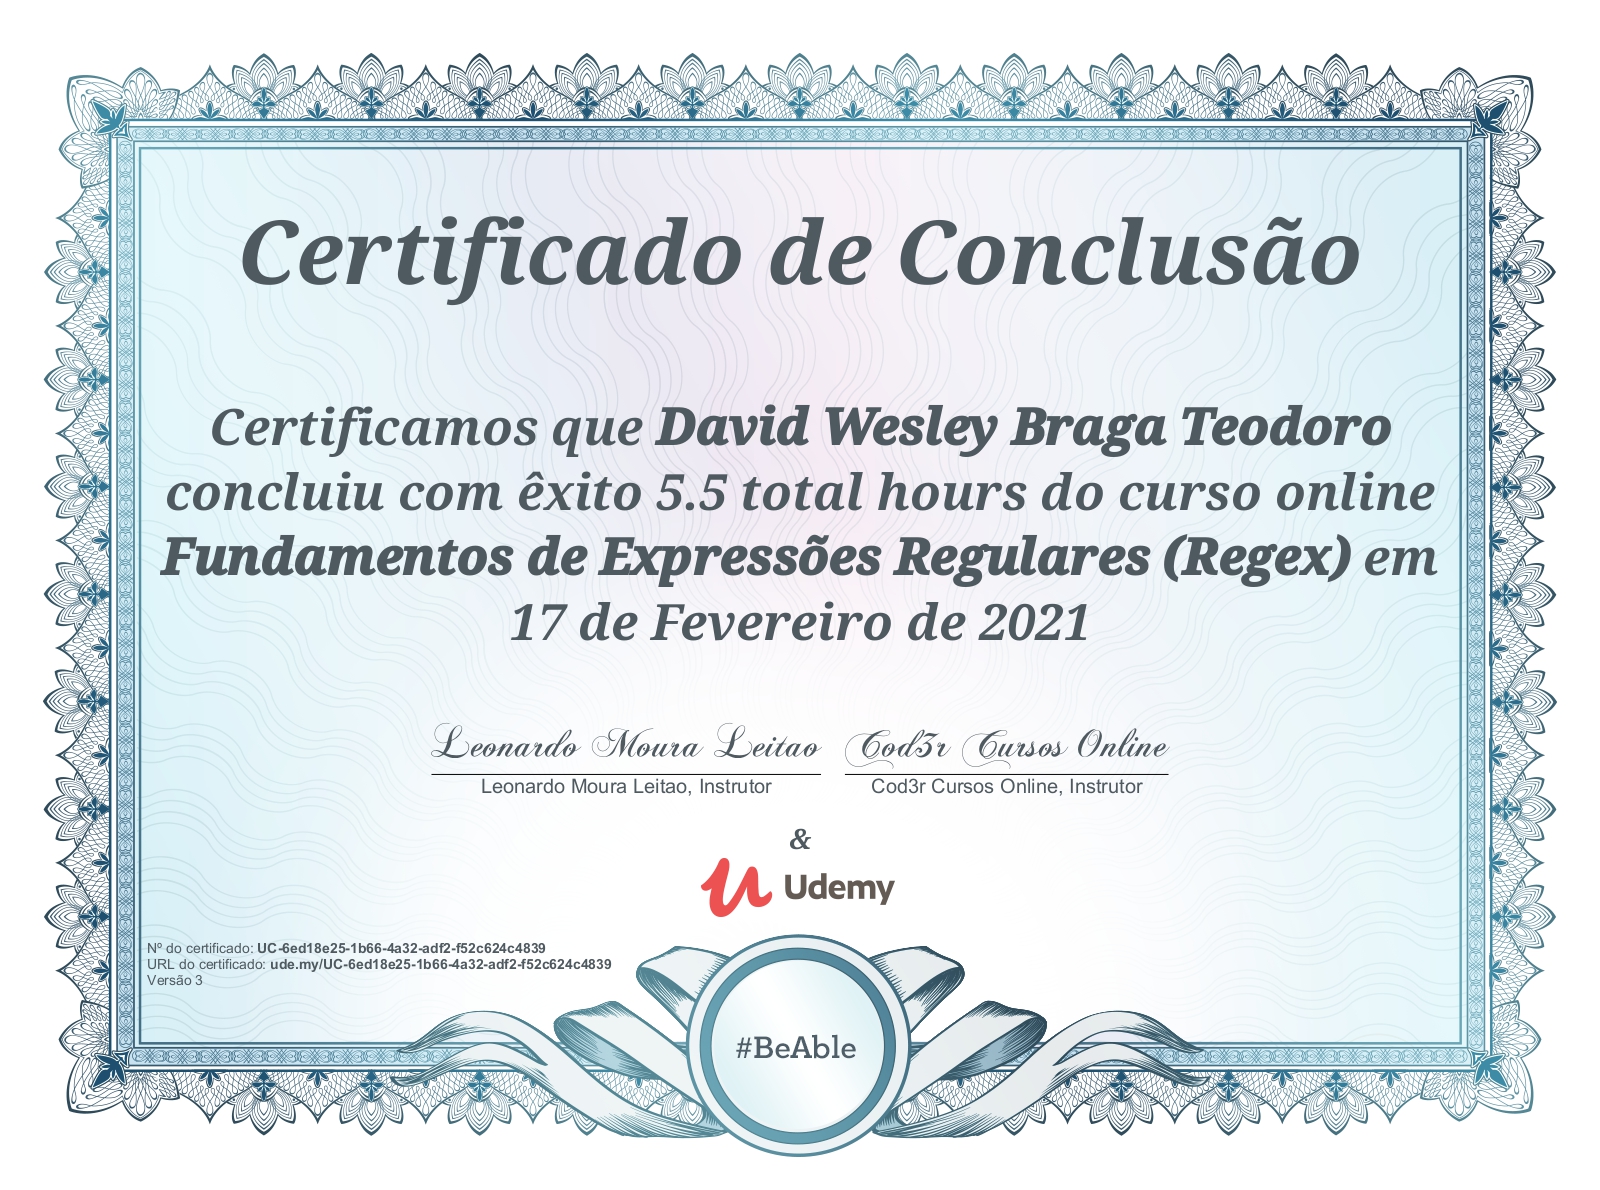 Certificado de Conclusão
Certificamos que David Wesley Braga Teodoro
concluiu com êxito 5.5 total hours do curso online
Fundamentos de Expressões Regulares (Regex) em
17 de Fevereiro de 2021
Leonardo Moura Leitao Cod3r Cursos Online
Leonardo Moura Leitao, Instrutor Cod3r Cursos Online, Instrutor
&
Udemy
Nº do certificado: UC-6ed18e25-1b66-4a32-adf2-f52c624c4839
URL do certificado: ude.my/UC-6ed18e25-1b66-4a32-adf2-f52c624c4839
Versão 3
#BeAble